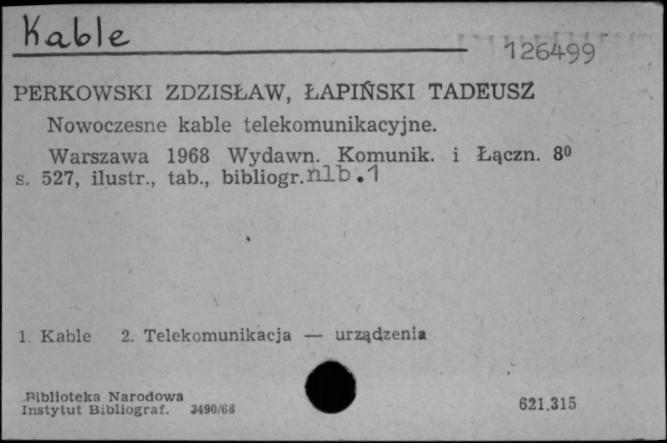 Kable
126499
PERKOWSKI ZDZISŁAW, ŁAPIŃSKI TADEUSZ
Nowoczesne kable telekomunikacyjne.
Warszawa 1968 Wydawn. Komunik. i Łączn. 8⁰
s. 527, ilustr., tab., bibliogr. nlb.1
1. Kable 2. Telekomunikacja — urządzenia
Biblioteka Narodowa
Instytut Bibliograf. 3490/68
621.315